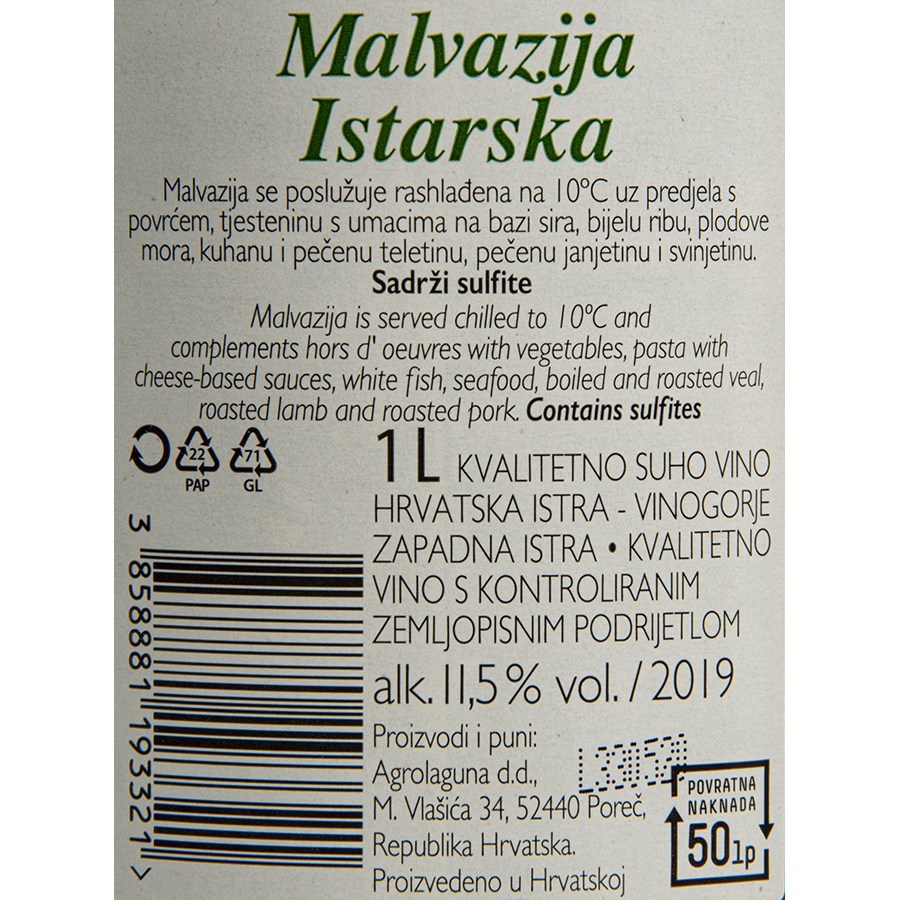 Malvazija
Istarska
Malvazija se poslužuje rashlađena na 10°C uz predjela s
povrćem, tjesteninu s umacima na bazi sira, bijelu ribu, plodove
mora, kuhanu i pečenu teletinu, pečenu janjetinu i svinjetinu.
Sadrži sulfite
Malvazija is served chilled to 10°C and
complements hors d' oeuvres with vegetables, pasta with
cheese-based sauces, white fish, seafood, boiled and roasted veal,
roasted lamb and roasted pork. Contains sulfites
22
PAP
71
GL
1L KVALITETNO SUHO VINO
HRVATSKA ISTRA - VINOGORJE
ZAPADNA ISTRA • KVALITETNO
VINO S KONTROLIRANIM
ZEMLJOPISNIM PODRIJETLOM
alk. 11,5% vol. / 2019
3 858881 193321 >
Proizvodi i puni:
Agrolaguna d.d.,
M. Vlašića 34, 52440 Poreč,
Republika Hrvatska.
Proizvedeno u Hrvatskoj
POVRATNA
NAKNADA
50lp